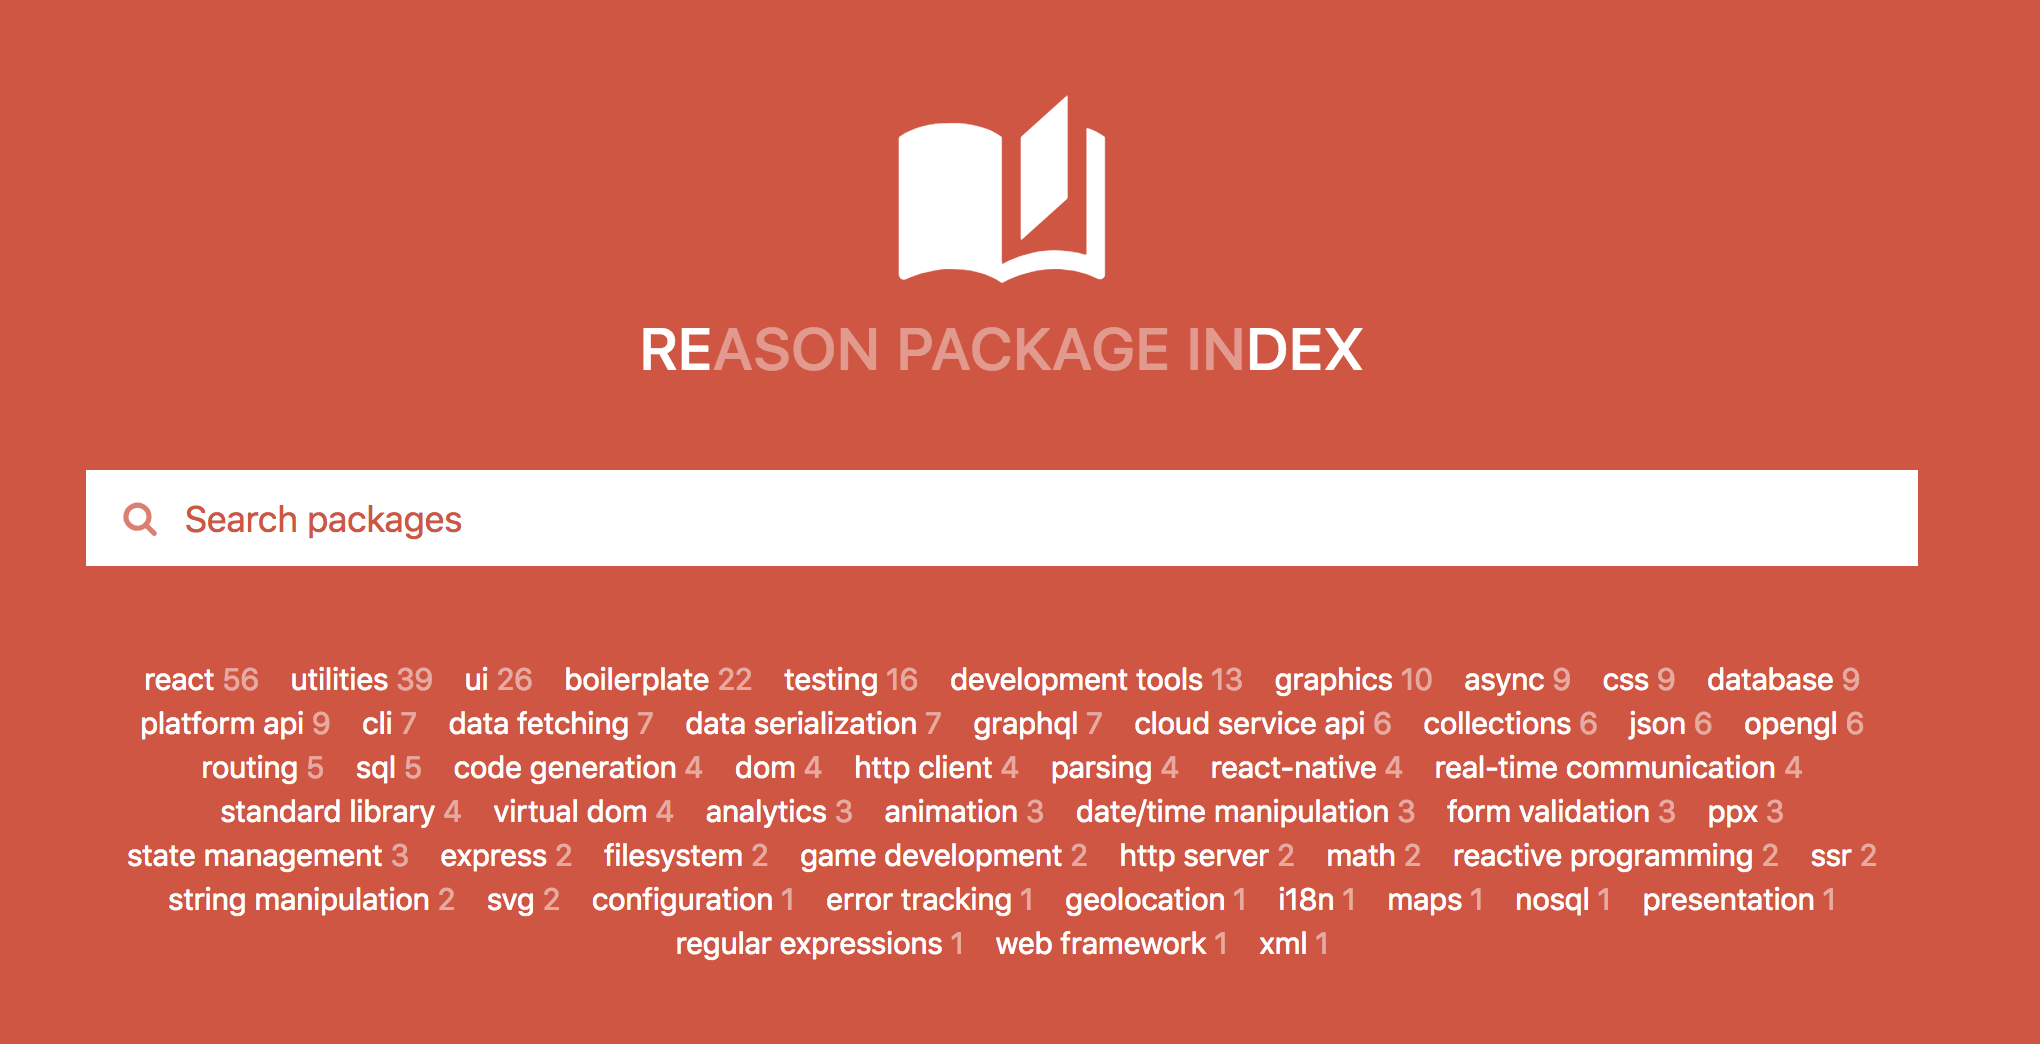 REASON PACKAGE INDEX
Search packages
react 56 utilities 39 ui 26 boilerplate 22 testing 16 development tools 13 graphics 10 async 9 css 9 database 9
platform api 9 cli 7 data fetching 7 data serialization 7 graphql 7 cloud service api 6 collections 6 json 6 opengl 6
routing 5 sql 5 code generation 4 dom 4 http client 4 parsing 4 react-native 4 real-time communication 4
standard library 4 virtual dom 4 analytics 3 animation 3 date/time manipulation 3 form validation 3 ppx 3
state management 3 express 2 filesystem 2 game development 2 http server 2 math 2 reactive programming 2 ssr 2
string manipulation 2 svg 2 configuration 1 error tracking 1 geolocation 1 i18n 1 maps 1 nosql 1 presentation 1
regular expressions 1 web framework 1 xml 1